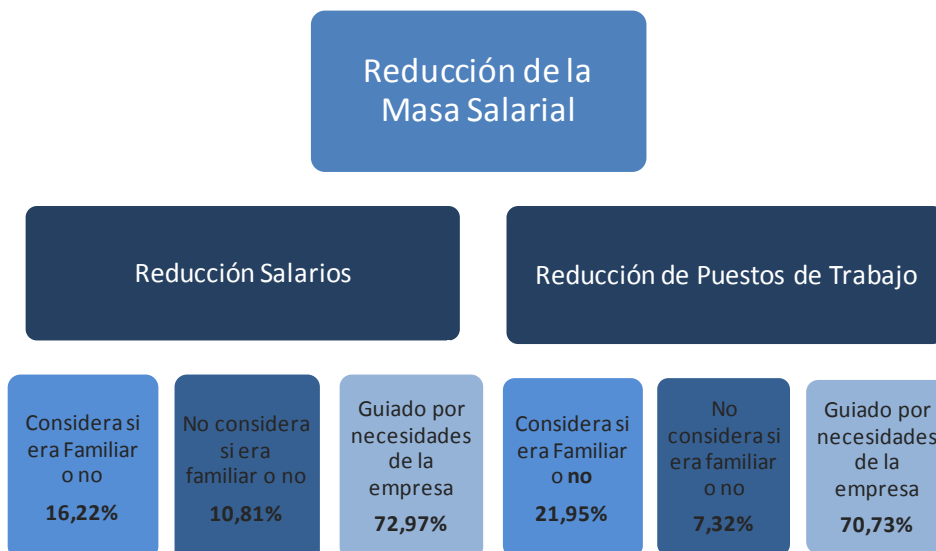 Reducción de la
Masa Salarial
Reducción Salarios
Reducción de Puestos de Trabajo
Considera si
era Familiar
o no
16,22%
No considera
si era
familiar o no
10,81%
Guiado por
necesidades
de la
empresa
72,97%
Considera si
era Familiar
o no
21,95%
No
considera si
era familiar
o no
7,32%
Guiado por
necesidades
de la
empresa
70,73%